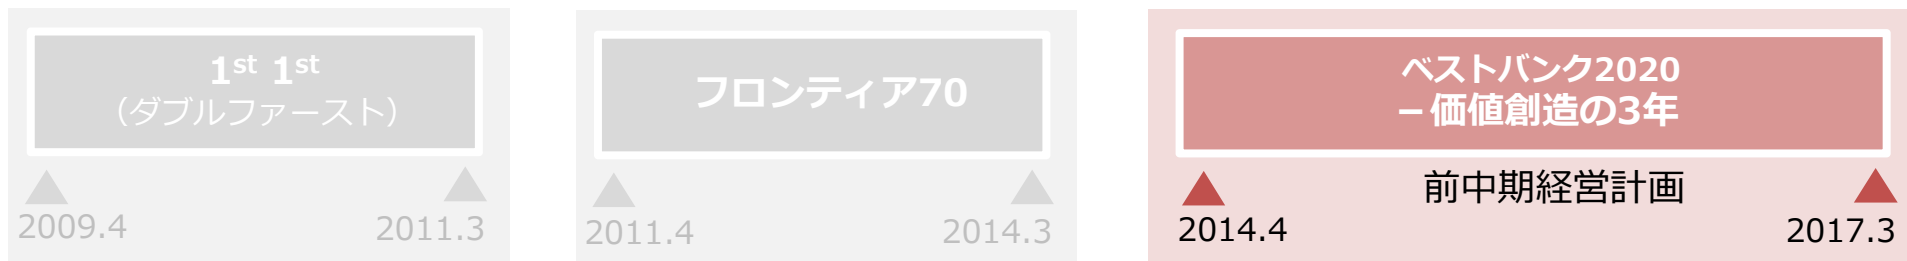 1st 1st
（ダブルファースト）
2009.4
2011.3
フロンティア70
2011.4
2014.3
ベストバンク2020
－価値創造の3年
前中期経営計画
2014.4
2017.3